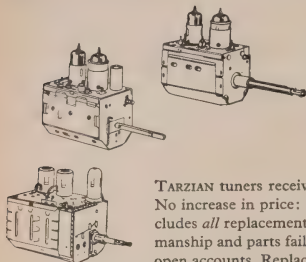 TARZIAN tuners receiv
No increase in price:
cludes all replacement
manship and parts fail
open accounts. Replac